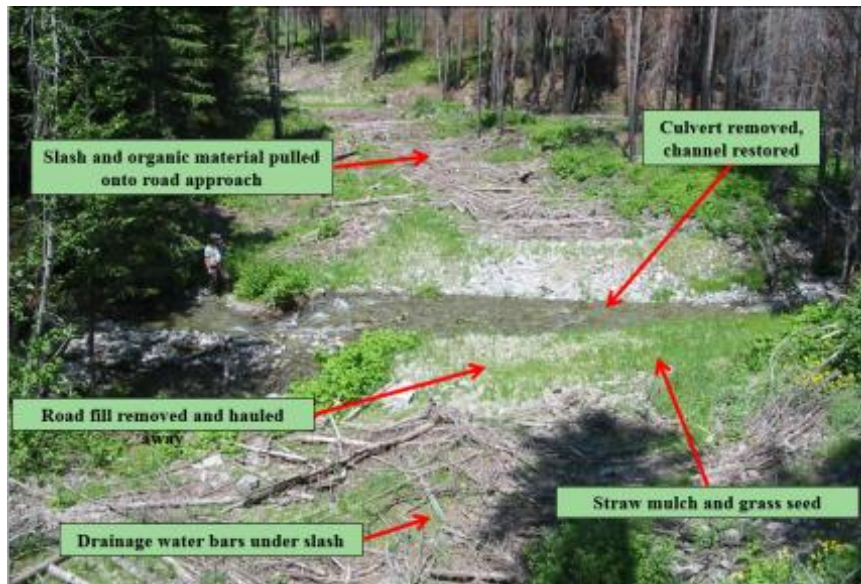 Culvert removed,
channel restored
Slash and organic material pulled
onto road approach
Road fill removed and hauled
away
Straw mulch and grass seed
Drainage water bars under slash